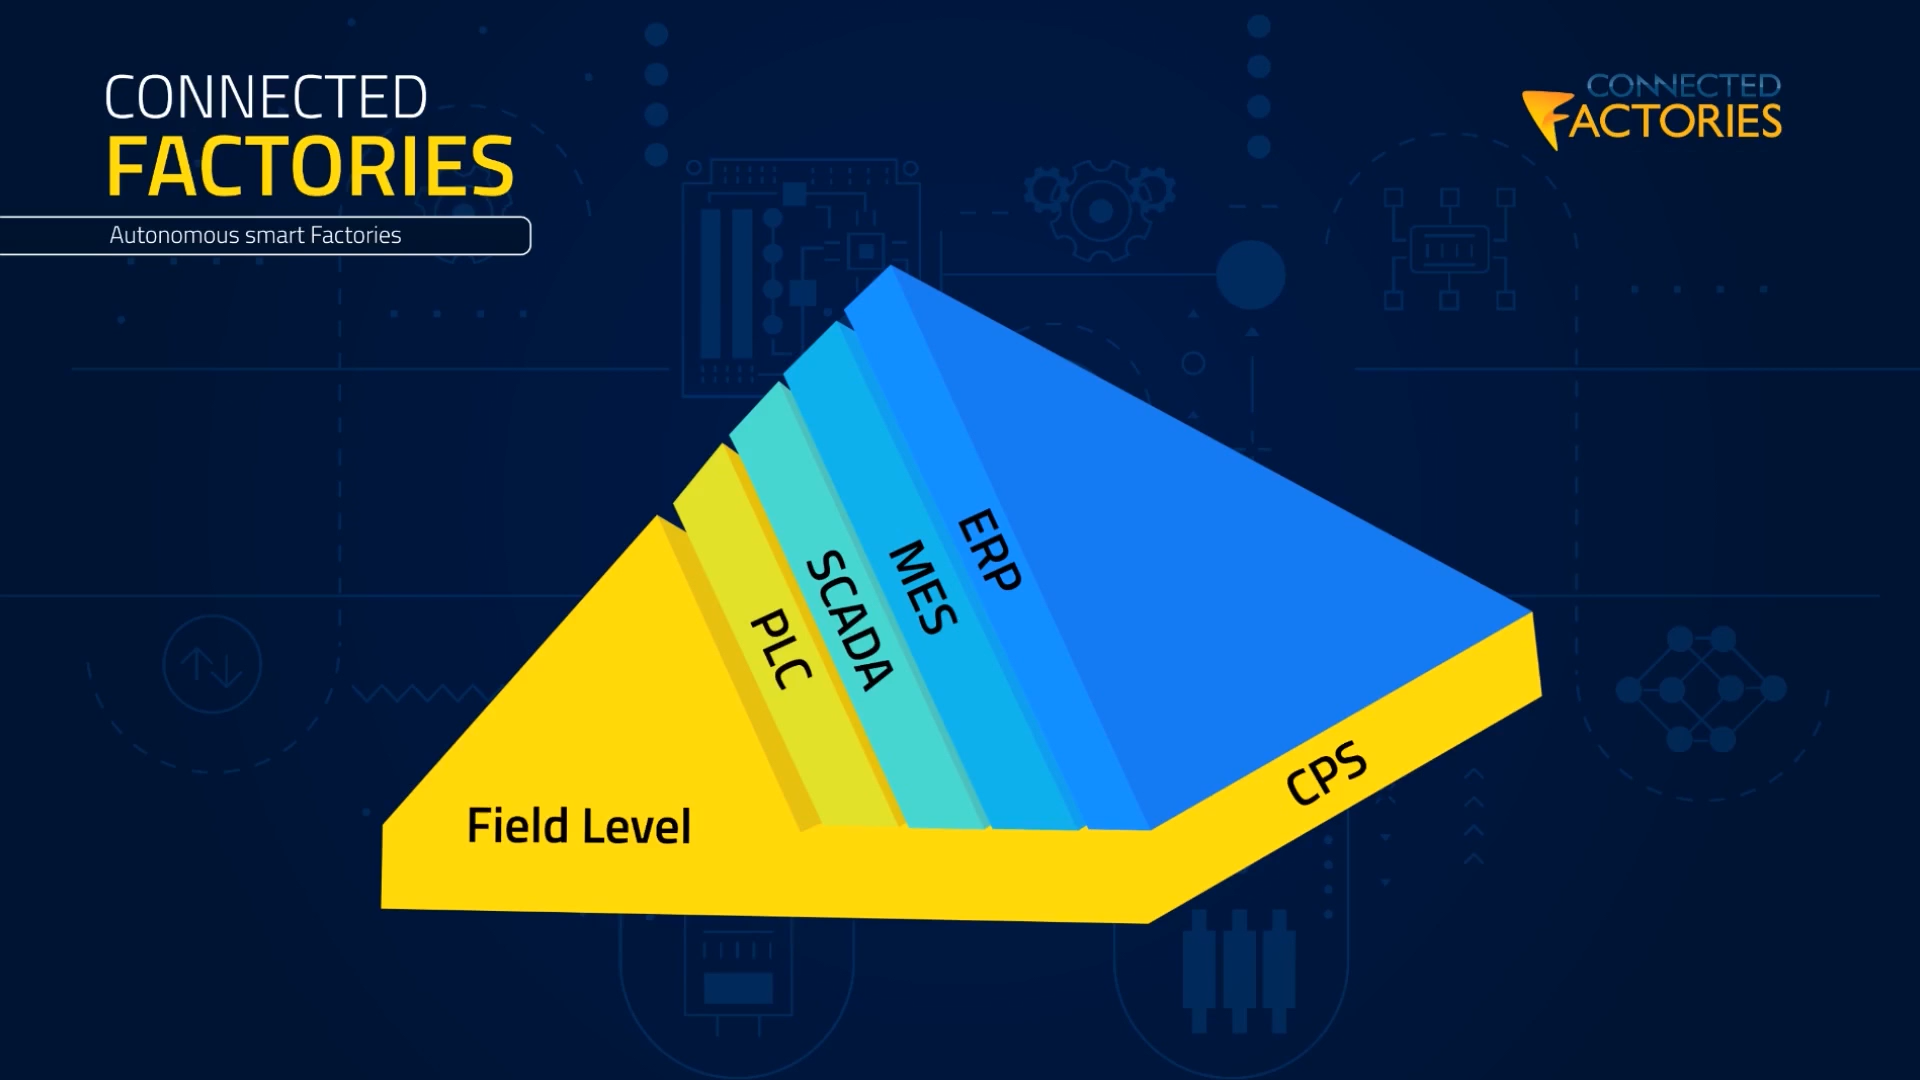 CONNECTED
FACTORIES
Autonomous smart Factories
CONNECTED
FACTORIES
ERP
MES
SCADA
PLC
Field Level
CPS